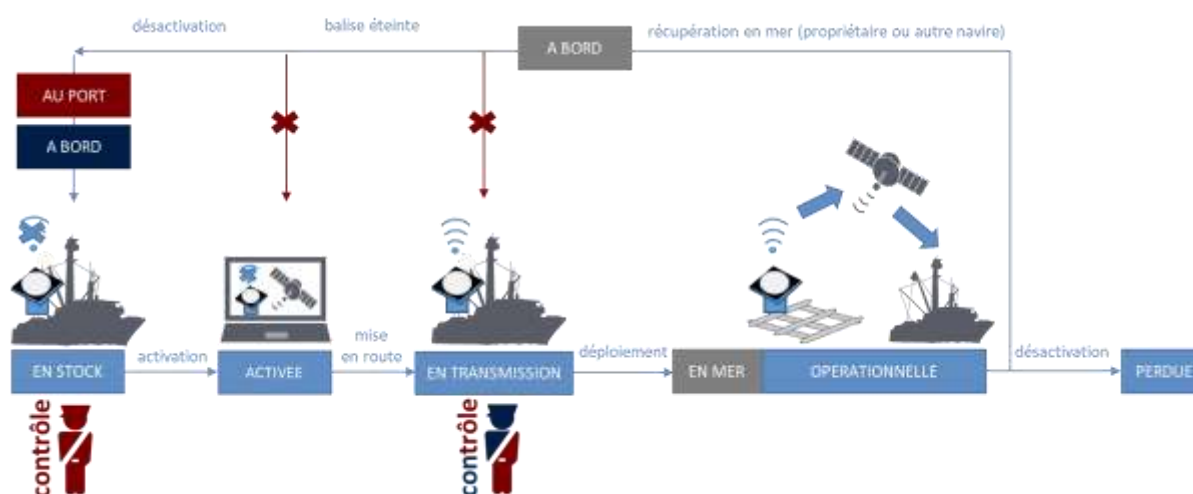 désactivation
balise éteinte
A BORD
récupération en mer (propriétaire ou autre navire)
AU PORT
A BORD
EN STOCK
activation
ACTIVEE
mise
en route
EN TRANSMISSION
déploiement
EN MER
OPERATIONNELLE
désactivation
PERDUE
contrôle
contrôle